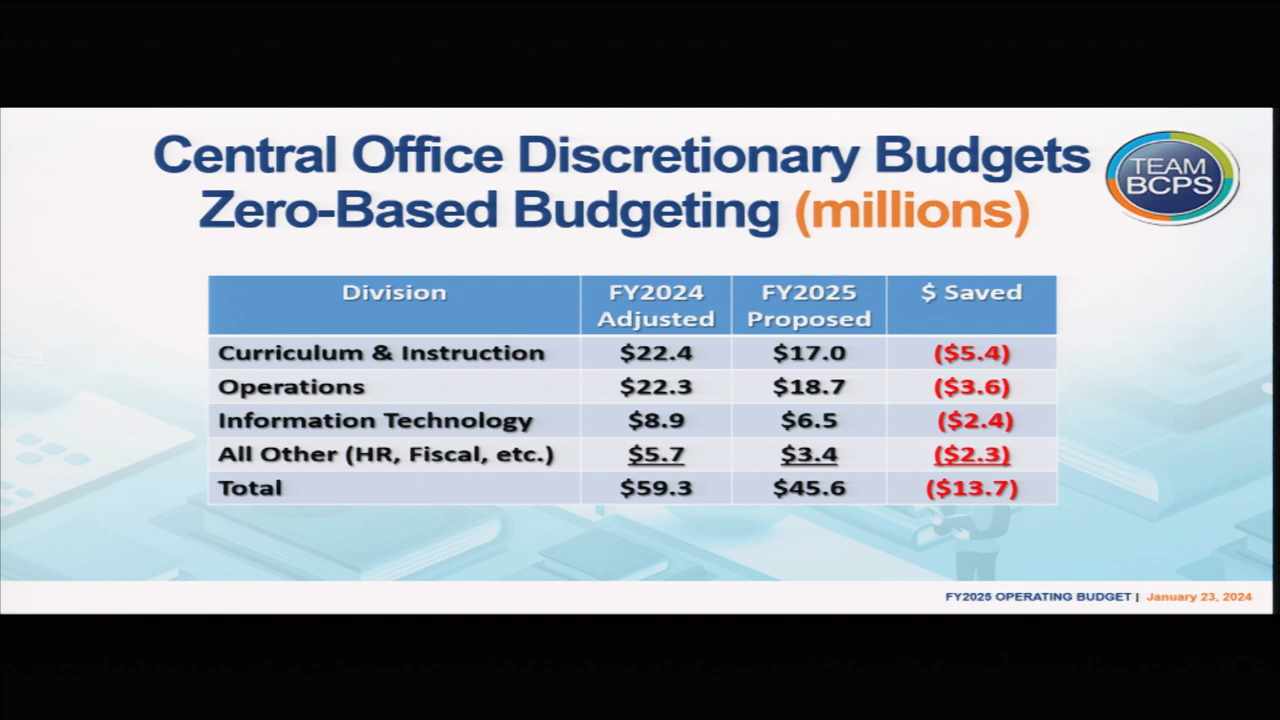 Central Office Discretionary Budgets
Zero-Based Budgeting (millions)
TEAM
BCPS
Division FY2024 Adjusted FY2025 Proposed $ Saved
Curriculum & Instruction $22.4 $17.0 ($5.4)
Operations $22.3 $18.7 ($3.6)
Information Technology $8.9 $6.5 ($2.4)
All Other (HR, Fiscal, etc.) $5.7 $3.4 ($2.3)
Total $59.3 $45.6 ($13.7)
FY2025 OPERATING BUDGET | January 23, 2024